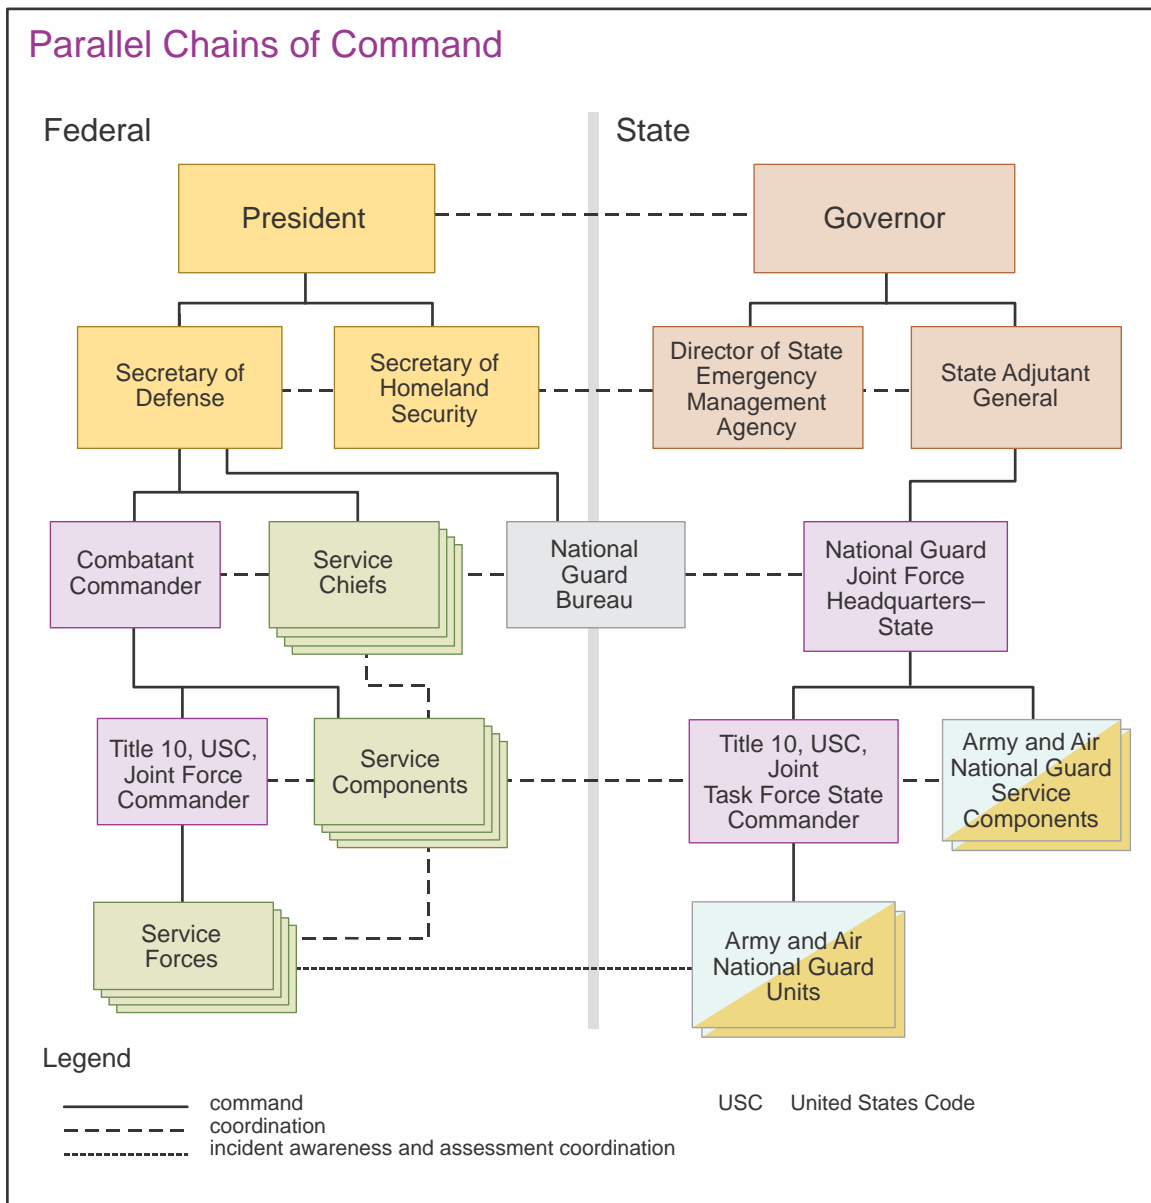 Parallel Chains of Command
Federal
State
President
Governor
Secretary of
Defense
Secretary of
Homeland
Security
Director of State
Emergency
Management
Agency
State Adjutant
General
Combatant
Commander
Service
Chiefs
National
Guard
Bureau
National Guard
Joint Force
Headquarters–
State
Title 10, USC,
Joint Force
Commander
Service
Components
Title 10, USC,
Joint
Task Force State
Commander
Army and Air
National Guard
Service
Components
Service
Forces
Army and Air
National Guard
Units
Legend
command
coordination
incident awareness and assessment coordination
USC United States Code